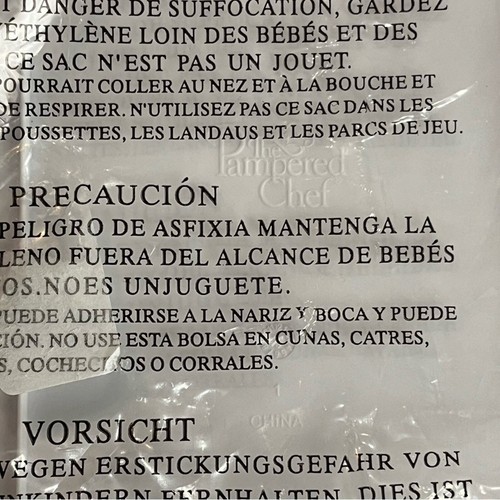 DANGER DE SUFFOCATION, GARDEZ
YÉTHYLÈNE LOIN DES BÉBÉS ET DES
CE SAC N'EST PAS UN JOUET.
POURRAIT COLLER AU NEZ ET À LA BOUCHE ET
DE RESPIRER. N'UTILISEZ PAS CE SAC DANS LES
POUSSETTES, LES LANDAUS ET LES PARCS DE JEU.
The
Pampered
Chef
PRECAUCIÓN
PELIGRO DE ASFIXIA MANTENGA LA
LENO FUERA DEL ALCANCE DE BEBÉS
OS.NOES UNJUGUETE.
PUEDE ADHERIRSE A LA NARIZ Y BOCA Y PUEDE
CIÓN. NO USE ESTA BOLSA EN CUNAS, CATRES,
S, COCHECITOS O CORRALES.
CHINA
VORSICHT
WEGEN ERSTICKUNGSGEFAHR VON
NKINDERN FERNHALTEN. DIES IST